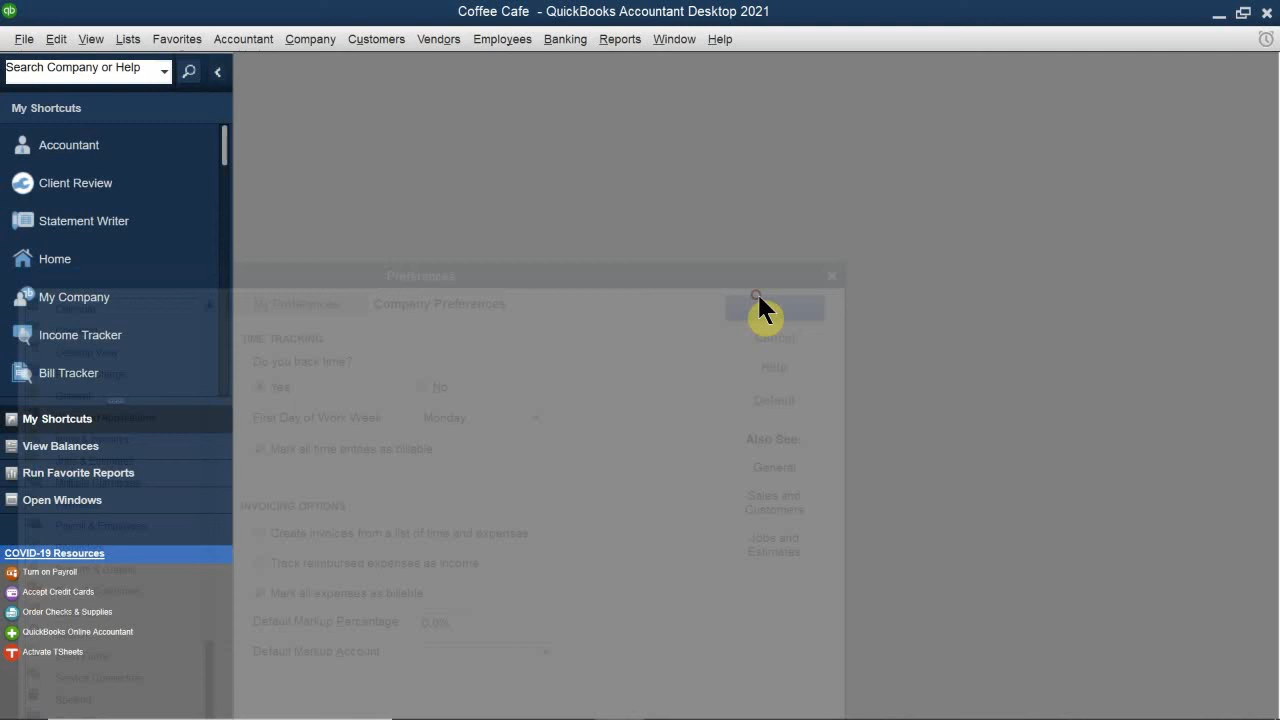 Coffee Cafe - QuickBooks Accountant Desktop 2021
File Edit View Lists Favorites Accountant Company Customers Vendors Employees Banking Reports Window Help
Search Company or Help
My Shortcuts
Accountant
Client Review
Statement Writer
Home
My Company
Income Tracker
Bill Tracker
My Shortcuts
View Balances
Run Favorite Reports
Open Windows
COVID-19 Resources
Turn on Payroll
Accept Credit Cards
Order Checks & Supplies
QuickBooks Online Accountant
Activate TSheets
Service Connection
Spelling
Preferences
My Preferences Company Preferences
TIME TRACKING
Do you track time?
Yes No
First Day of Work Week Monday
Mark all time entries as billable
INVOICING OPTIONS
Create invoices from a list of time and expenses
Track reimbursed expenses as income
Mark all expenses as billable
Default Markup Percentage 0.0%
Default Markup Account
Cancel
Help
Default
Also See:
General
Sales and
Customers
Jobs and
Estimates